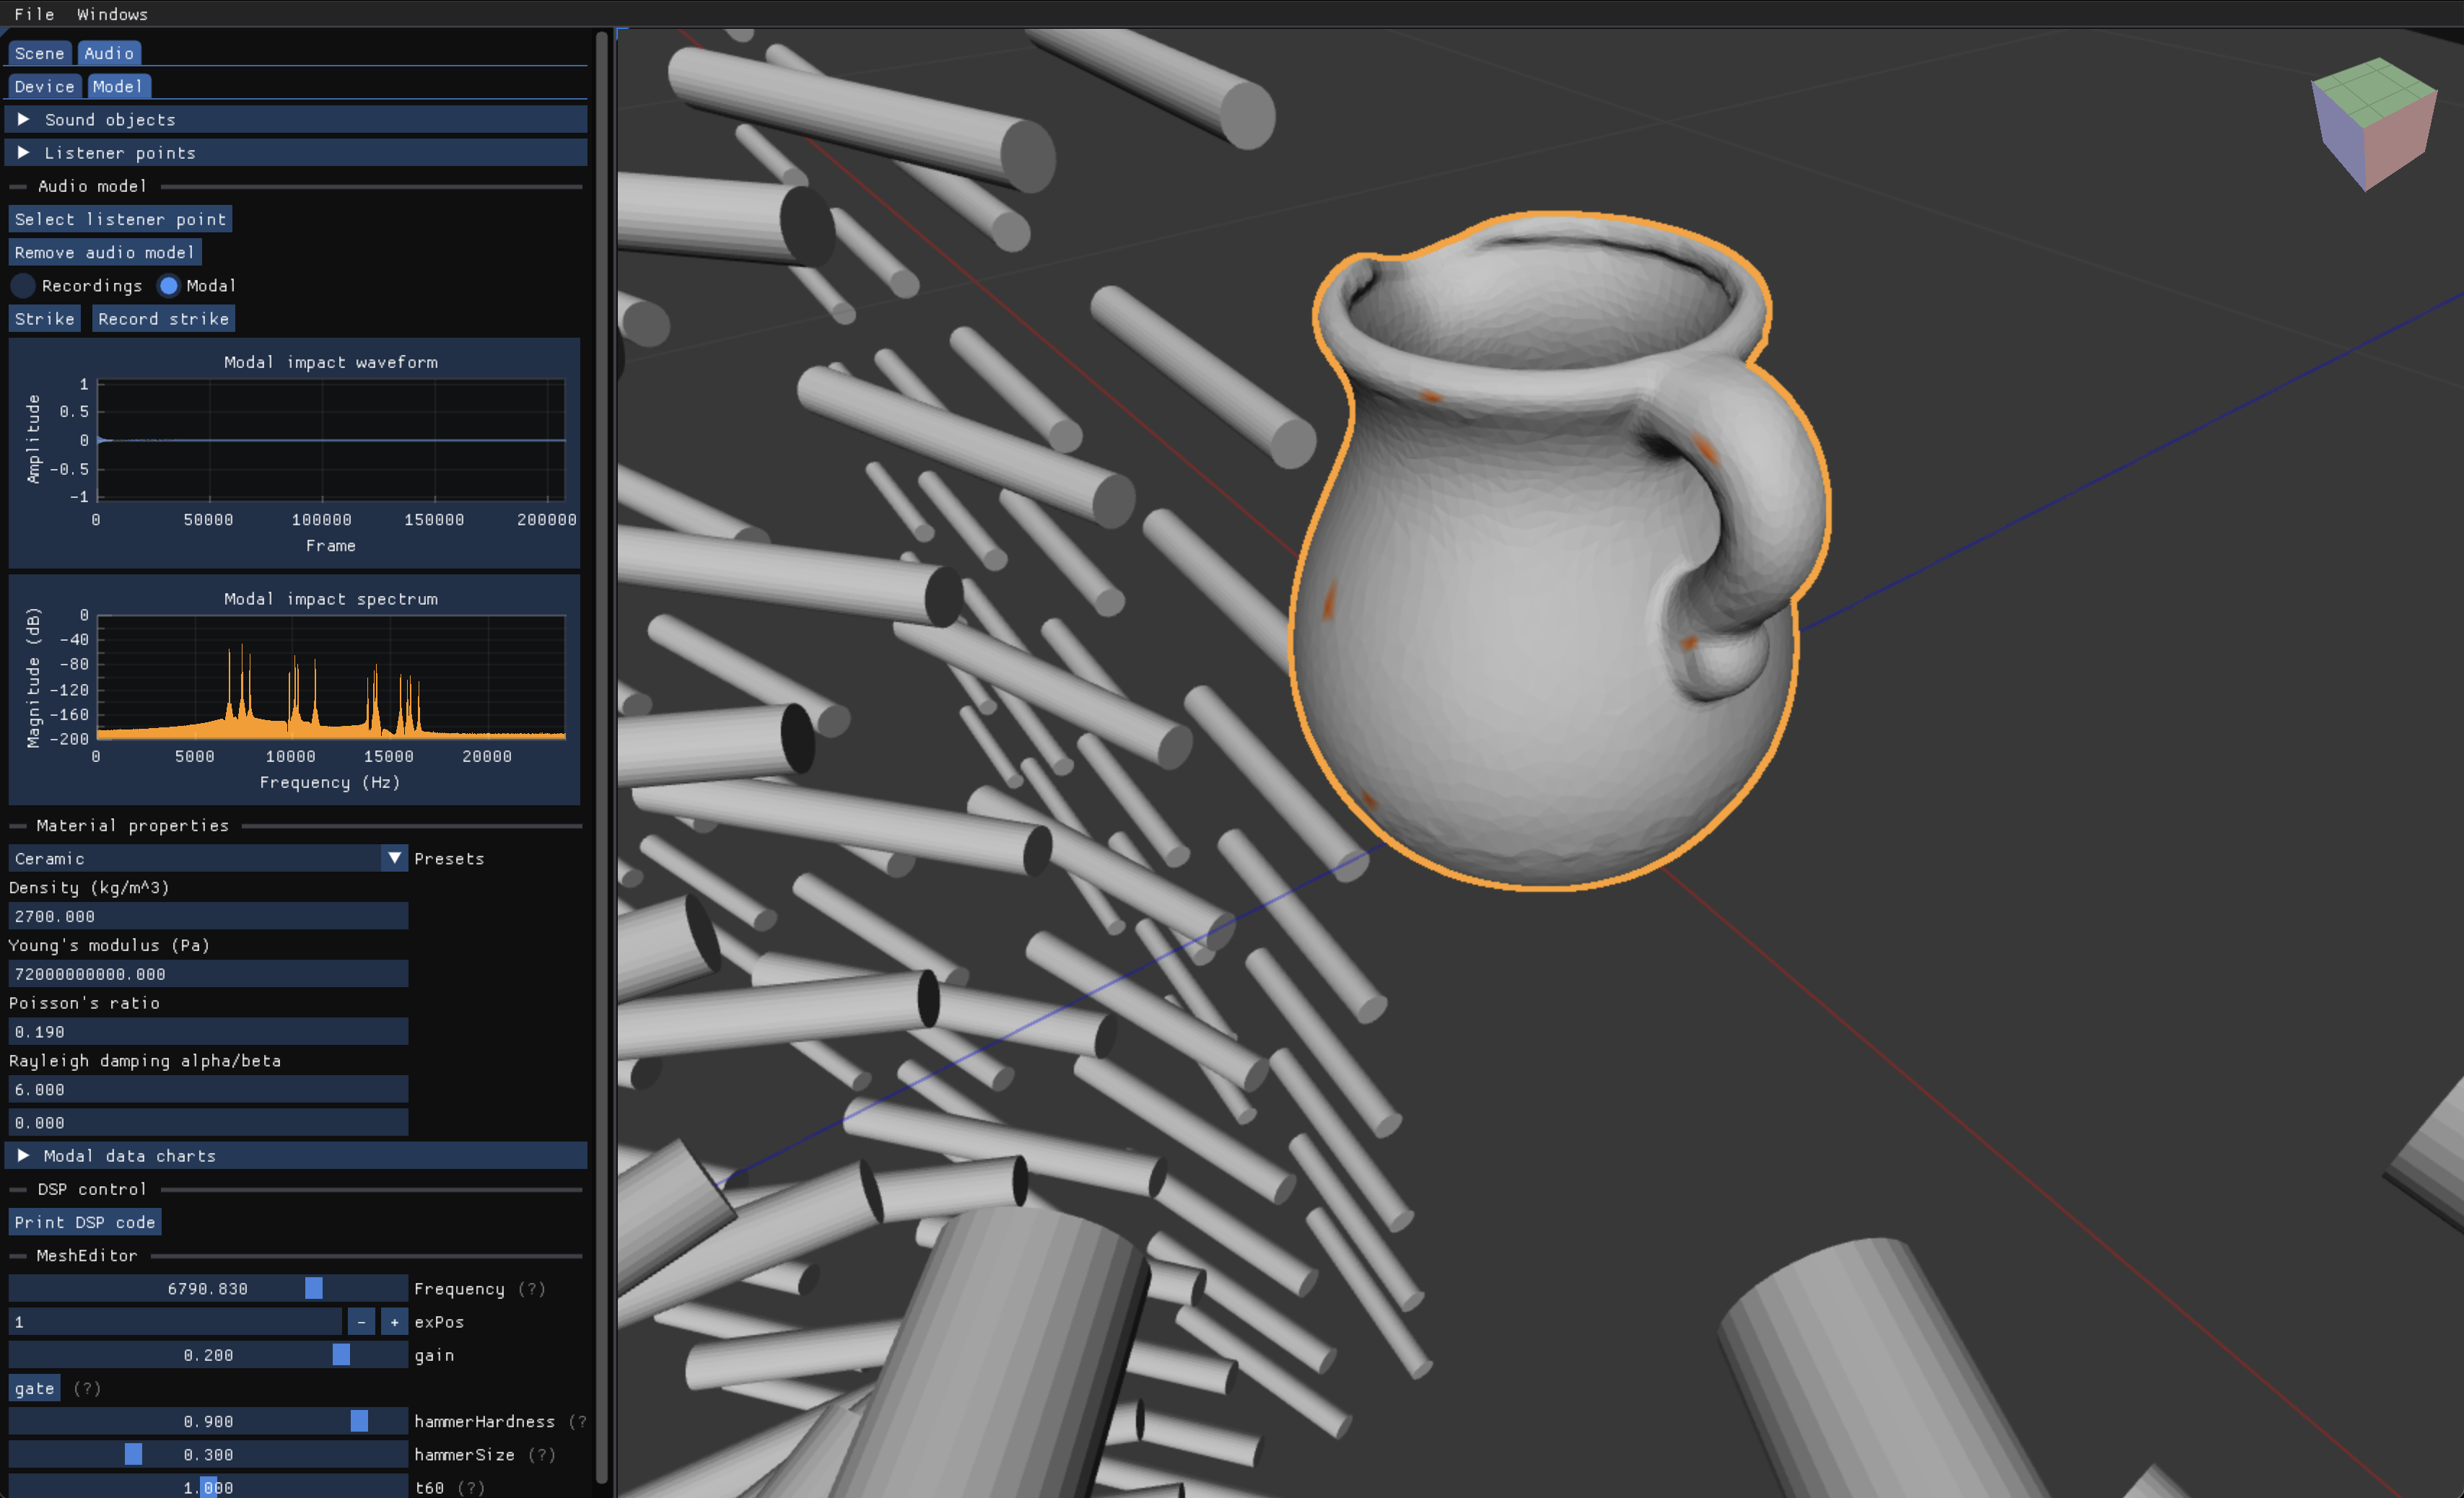 File Windows
Scene Audio
Device Model
Sound objects
Listener points
Audio model
Select listener point
Remove audio model
Recordings Modal
Strike Record strike
Modal impact waveform
Amplitude
1
0.5
0
-0.5
-1
0 50000 100000 150000 200000
Frame
Modal impact spectrum
Magnitude (dB)
0
-40
-80
-120
-160
-200
0 5000 10000 15000 20000
Frequency (Hz)
Material properties
Ceramic Presets
Density (kg/m^3)
2700.000
Young's modulus (Pa)
72000000000.000
Poisson's ratio
0.190
Rayleigh damping alpha/beta
6.000
0.000
Modal data charts
DSP control
Print DSP code
MeshEditor
6790.830 Frequency (?)
1 - + exPos
0.200 gain
gate (?)
0.900 hammerHardness (?
0.300 hammerSize (?)
1.000 t60 (?)